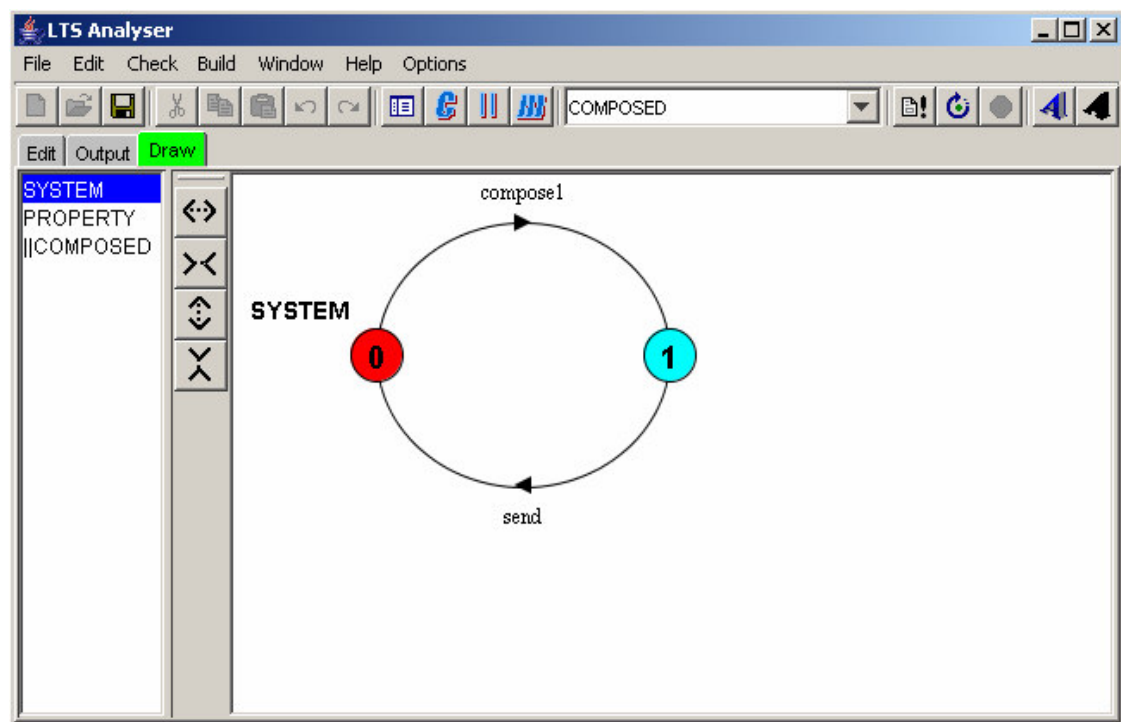 LTS Analyser
File Edit Check Build Window Help Options
COMPOSED
Edit Output Draw
SYSTEM
PROPERTY
||COMPOSED
compose1
SYSTEM
0 1
send